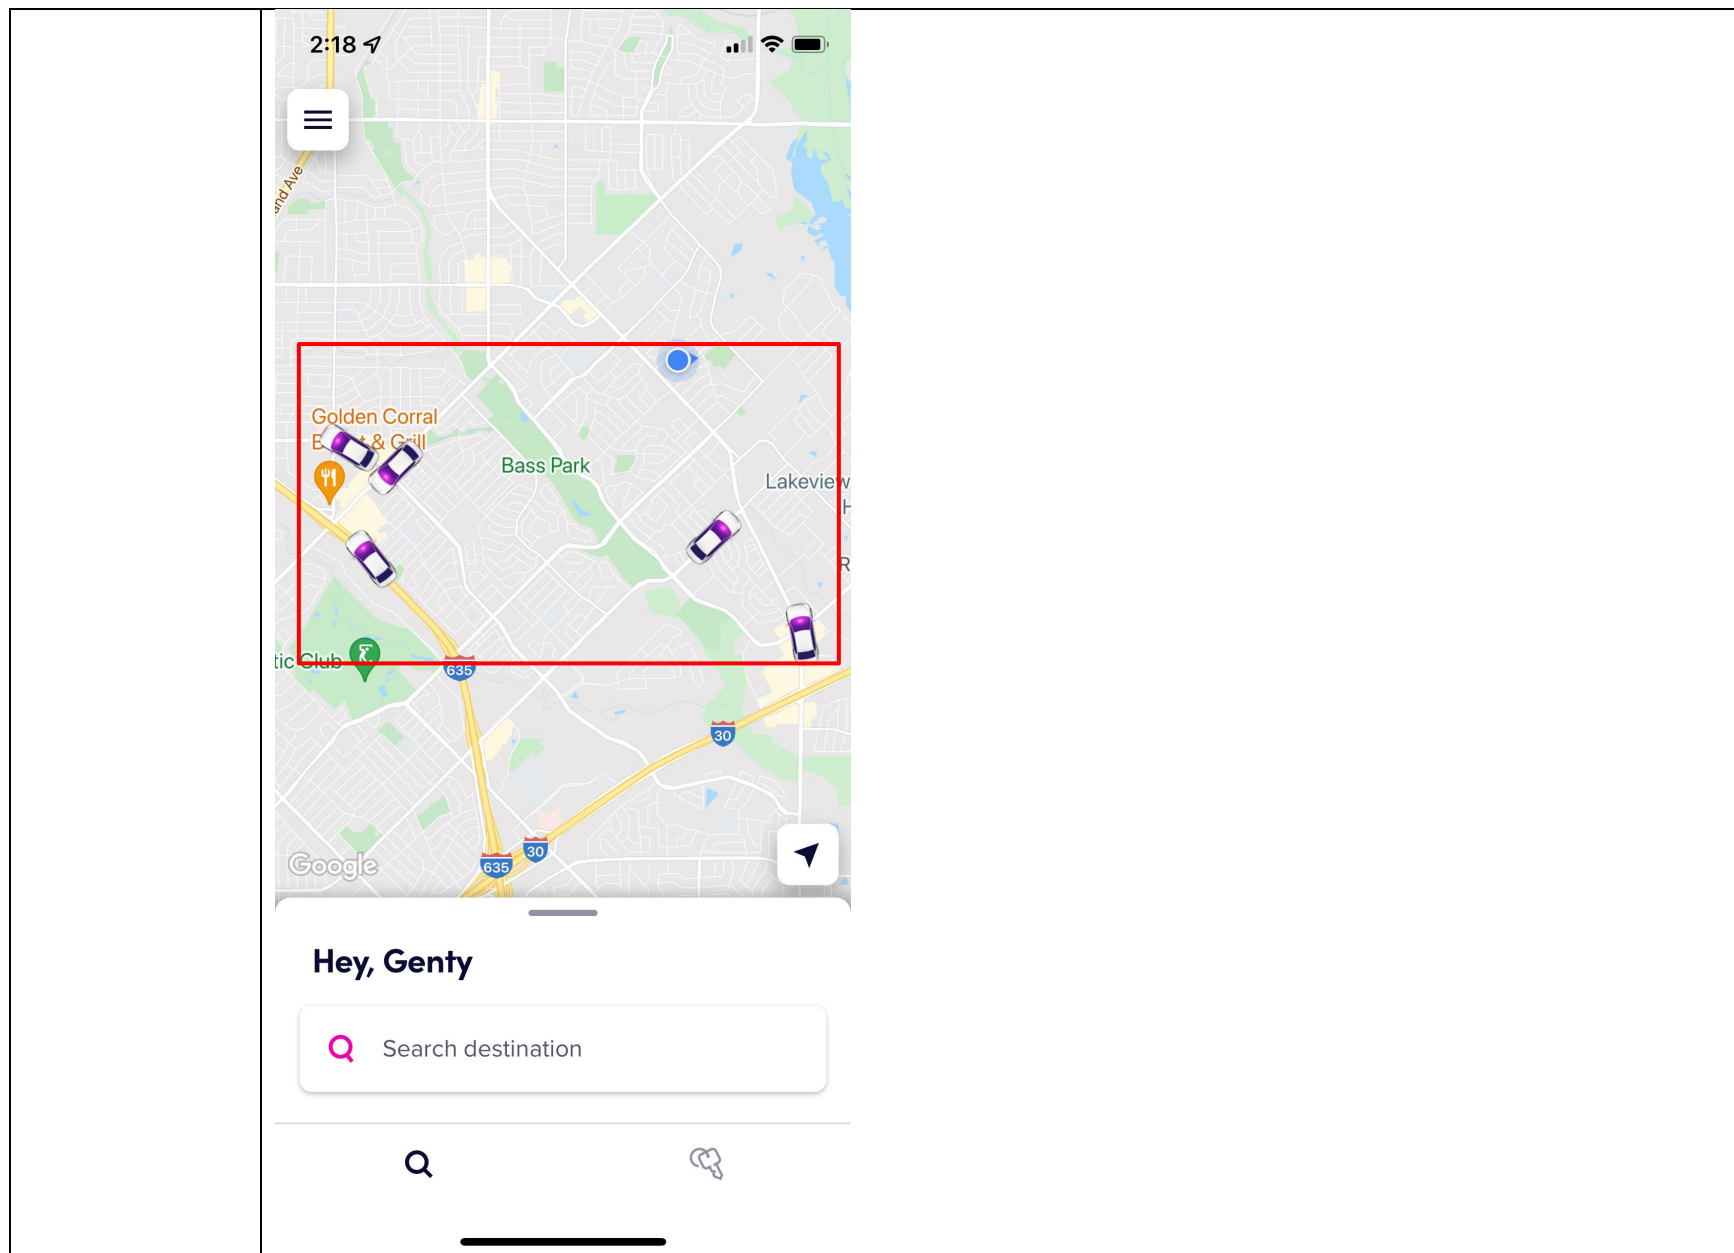 2:18
and Ave
Golden Corral
& Grill
Bass Park
Lakeview
H
R
tic Club
635
30
30
635
Google
Hey, Genty
Search destination